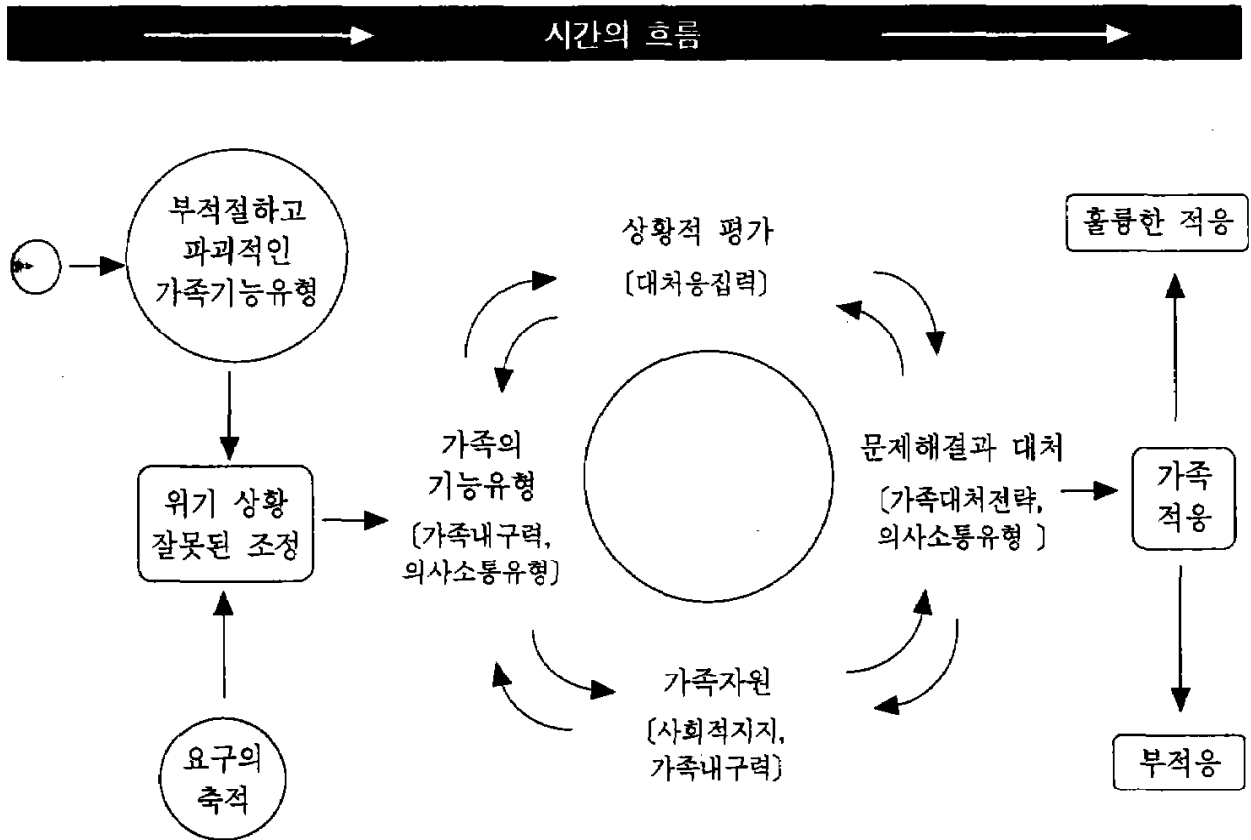 시간의 흐름
부적절하고
파괴적인
가족기능유형
상황적 평가
〔대처응집력〕
훌륭한 적응
가족의
기능유형
〔가족내구력,
의사소통유형〕
문제해결과 대처
〔가족대처전략,
의사소통유형 〕
가족
적응
위기 상황
잘못된 조정
가족자원
〔사회적지지,
가족내구력〕
요구의
축적
부적응